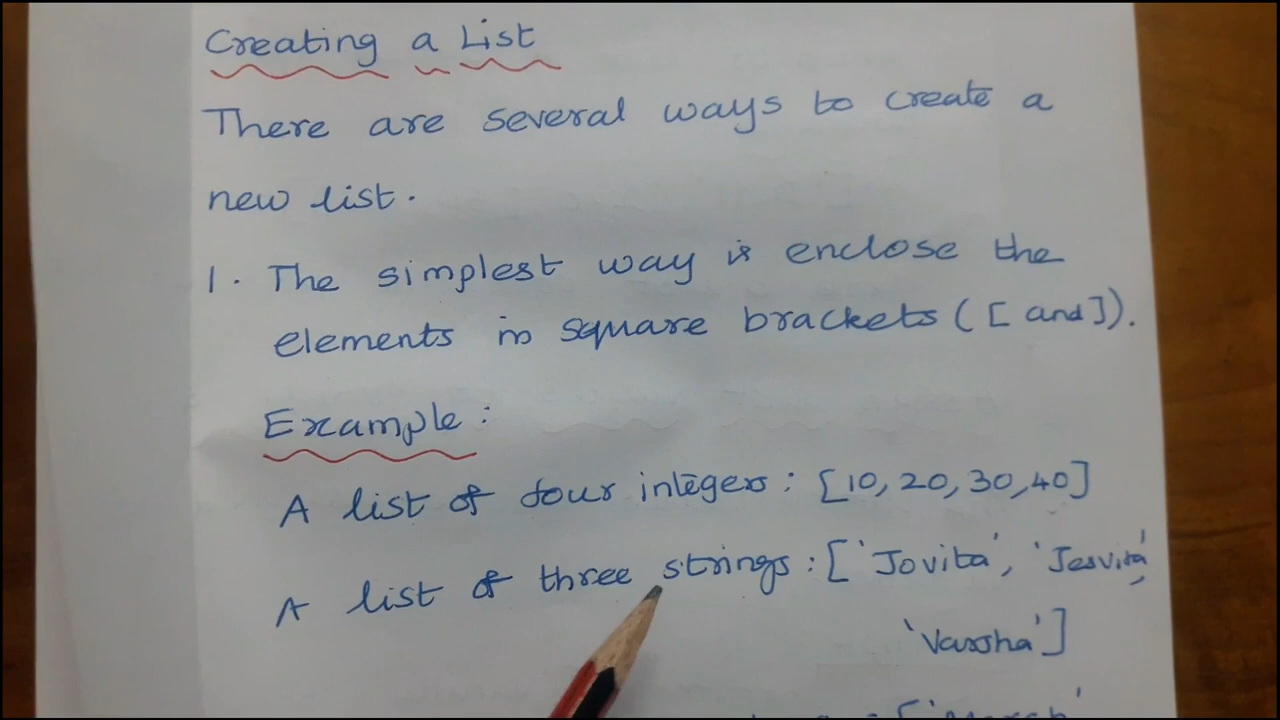 Creating a List
There are several ways to create a
new list.
1. The simplest way is enclose the
elements in square brackets ([ and ]).
Example:
A list of four integers: [10, 20, 30, 40]
A list of three strings: ['Jovita', 'Jesvita',
'Varsha']